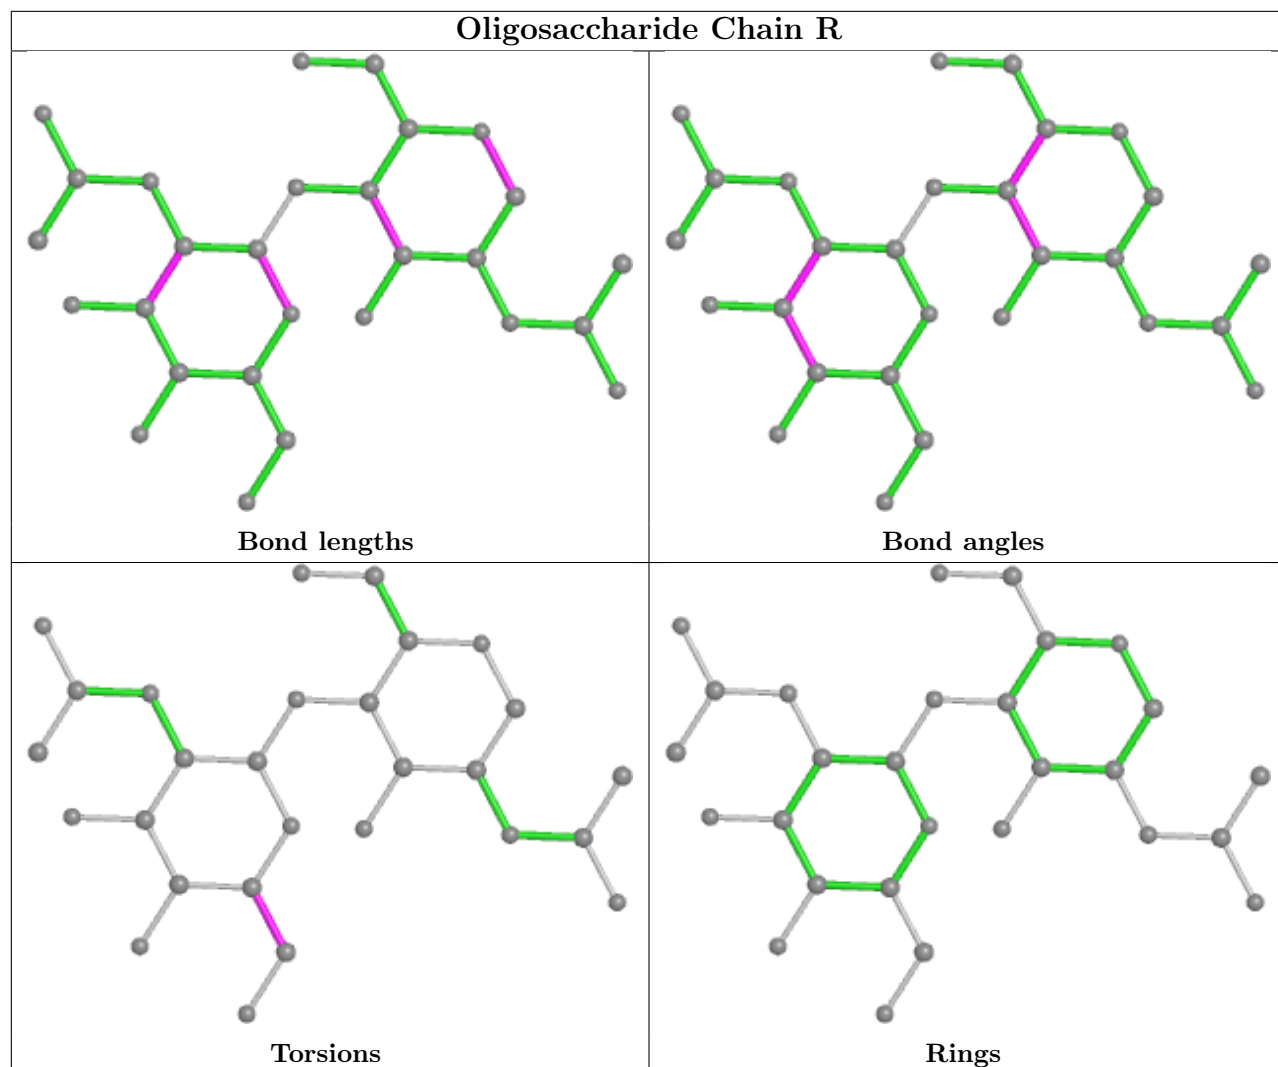 Oligosaccharide Chain R
Bond lengths
Bond angles
Torsions
Rings